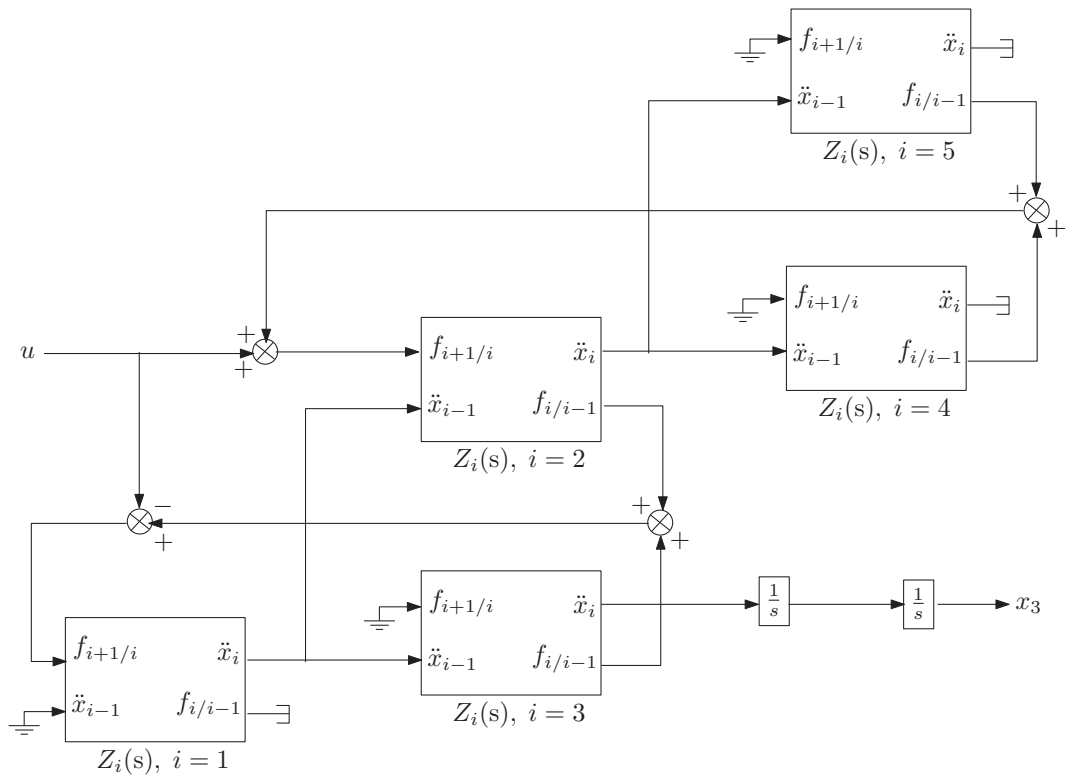 f_{i+1/i} ẍ_i
ẍ_{i−1} f_{i/i−1}
Z_i(s), i = 5
+
+
f_{i+1/i} ẍ_i
ẍ_{i−1} f_{i/i−1}
Z_i(s), i = 4
u
+
+
f_{i+1/i} ẍ_i
ẍ_{i−1} f_{i/i−1}
Z_i(s), i = 2
−
+
+
+
f_{i+1/i} ẍ_i
ẍ_{i−1} f_{i/i−1}
Z_i(s), i = 3
1/s
1/s
x_3
f_{i+1/i} ẍ_i
ẍ_{i−1} f_{i/i−1}
Z_i(s), i = 1